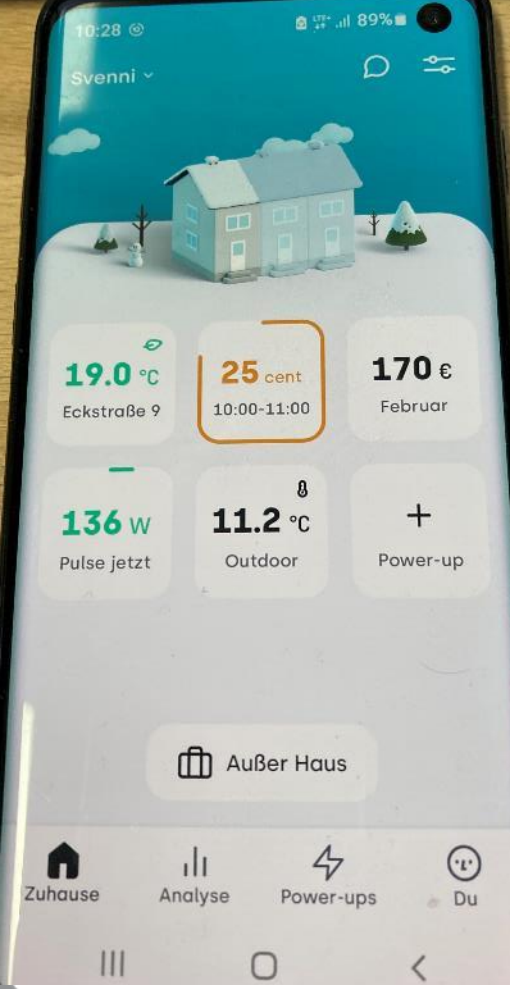 10:28
LTE+ 89%
Svenni
19.0 °C
Eckstraße 9
25 cent
10:00-11:00
170 €
Februar
136 W
Pulse jetzt
11.2 °C
Outdoor
+
Power-up
Außer Haus
Zuhause
Analyse
Power-ups
Du